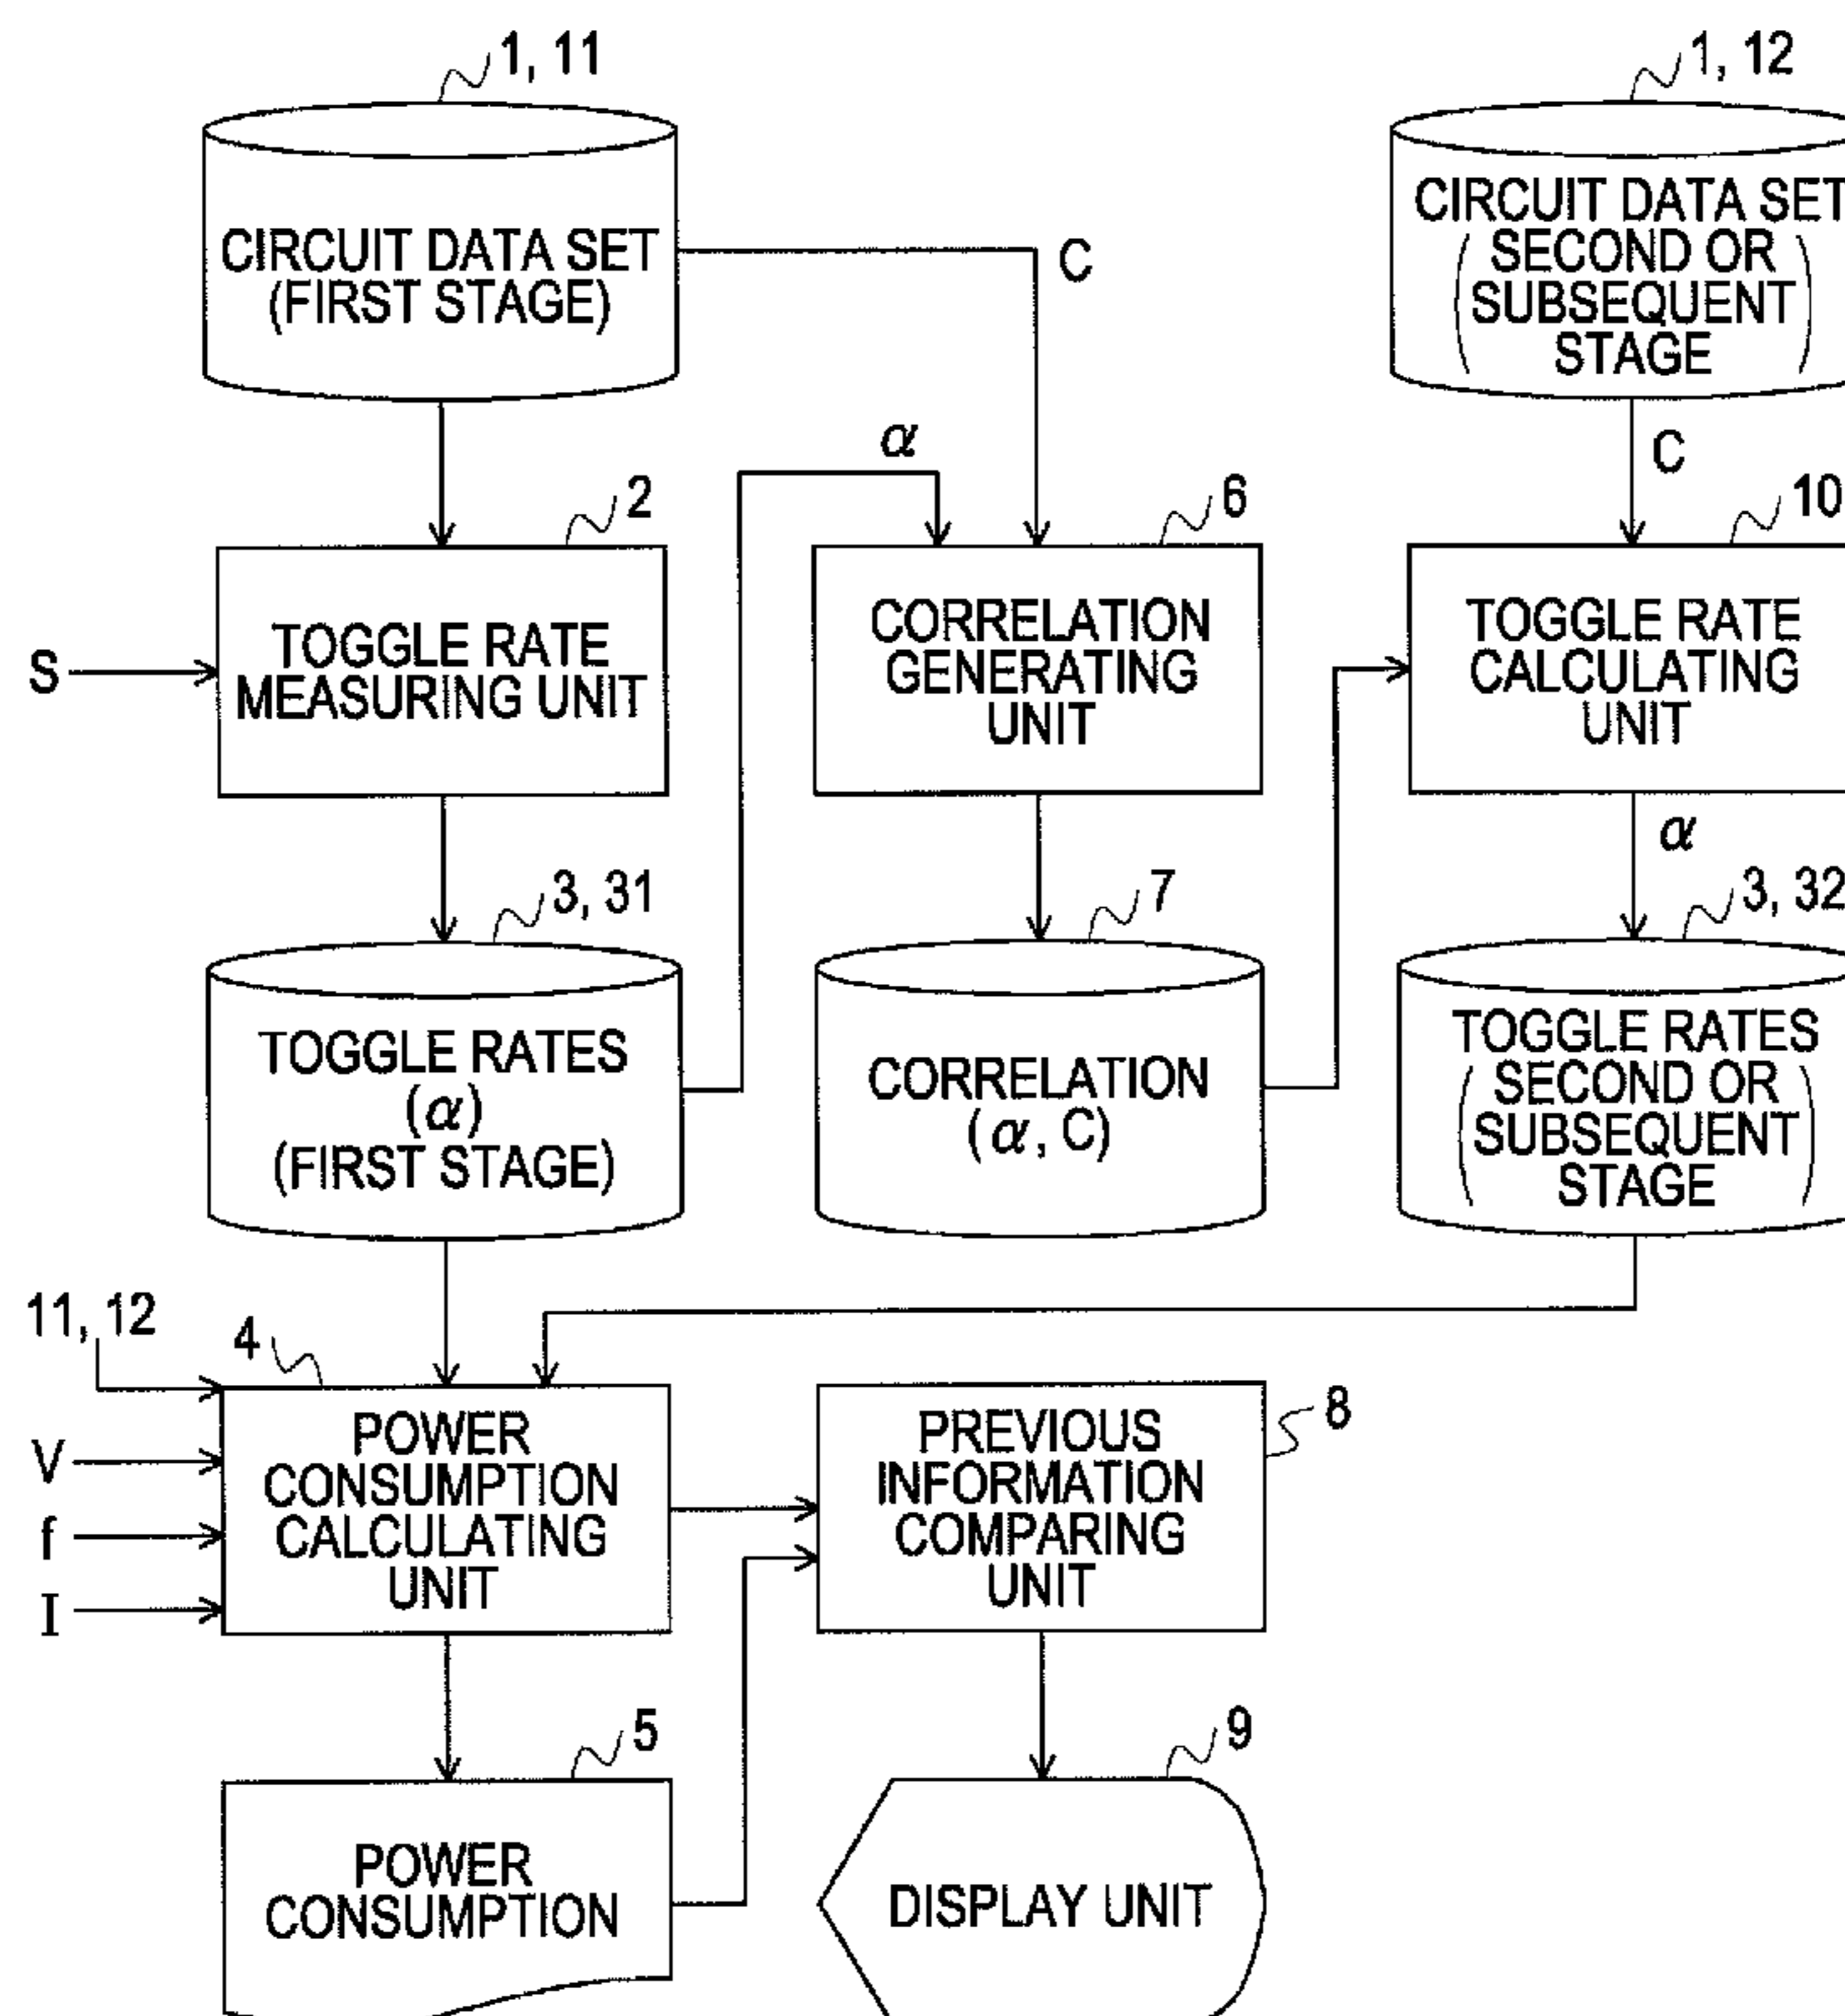 1, 11
1, 12
CIRCUIT DATA SET
(FIRST STAGE)
C
CIRCUIT DATA SET
(SECOND OR
SUBSEQUENT
STAGE)
C
α
2
6
10
S
TOGGLE RATE
MEASURING UNIT
CORRELATION
GENERATING
UNIT
TOGGLE RATE
CALCULATING
UNIT
α
3, 31
7
3, 32
TOGGLE RATES
(α)
(FIRST STAGE)
CORRELATION
(α, C)
TOGGLE RATES
(SECOND OR
SUBSEQUENT
STAGE)
11, 12
4
V
f
I
POWER
CONSUMPTION
CALCULATING
UNIT
PREVIOUS
INFORMATION
COMPARING
UNIT
8
5
9
POWER
CONSUMPTION
DISPLAY UNIT